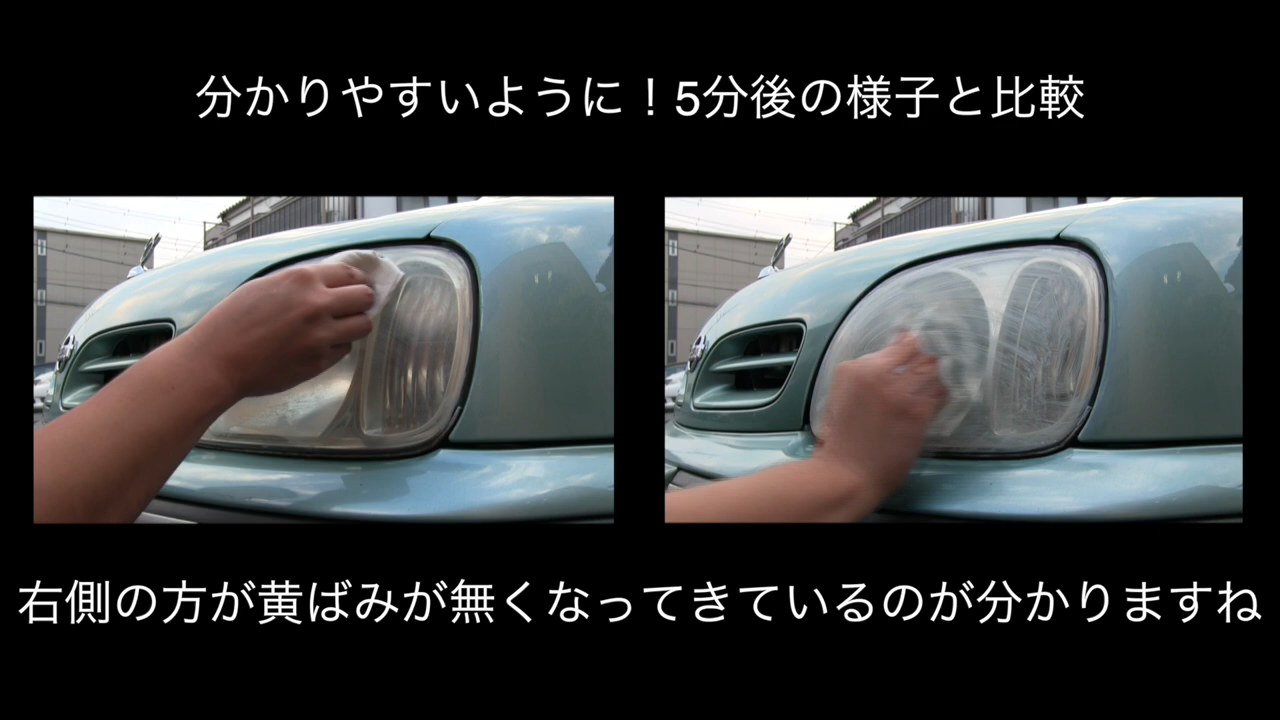 分かりやすいように！5分後の様子と比較
右側の方が黄ばみが無くなってきているのが分かりますね